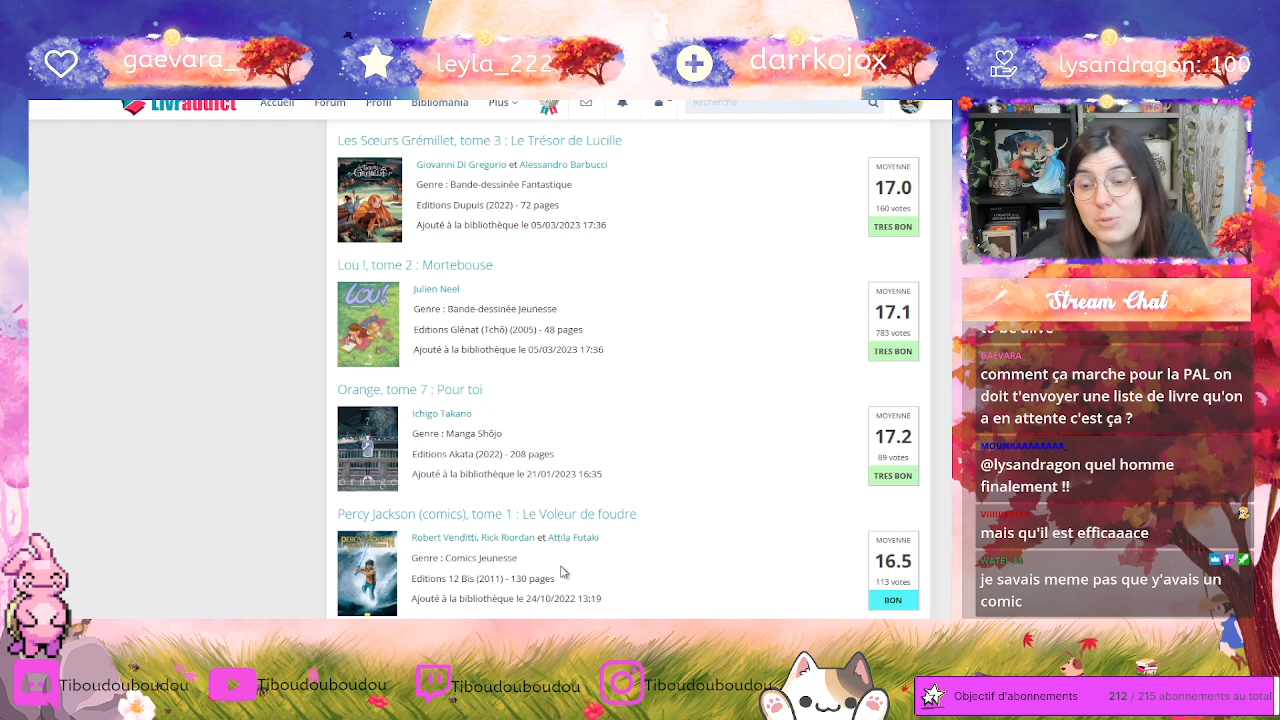 gaevara_
leyla_222
darrkojox
lysandragon: 100
Livraddict
Accueil
Forum
Profil
Bibliomania
Plus
Recherche
Les Sœurs Grémillet, tome 3 : Le Trésor de Lucille
Giovanni Di Gregorio et Alessandro Barbucci
Genre : Bande-dessinée Fantastique
Editions Dupuis (2022) - 72 pages
Ajouté à la bibliothèque le 05/03/2023 17:36
MOYENNE
17.0
160 votes
TRES BON
Lou !, tome 2 : Mortebouse
Julien Neel
Genre : Bande-dessinée Jeunesse
Editions Glénat (Tchô) (2005) - 48 pages
Ajouté à la bibliothèque le 05/03/2023 17:36
MOYENNE
17.1
783 votes
TRES BON
Orange, tome 7 : Pour toi
Ichigo Takano
Genre : Manga Shôjo
Editions Akata (2022) - 208 pages
Ajouté à la bibliothèque le 21/01/2023 16:35
MOYENNE
17.2
89 votes
TRES BON
Percy Jackson (comics), tome 1 : Le Voleur de foudre
Robert Venditti, Rick Riordan et Attila Futaki
Genre : Comics Jeunesse
Editions 12 Bis (2011) - 130 pages
Ajouté à la bibliothèque le 24/10/2022 13:19
MOYENNE
16.5
113 votes
BON
Stream Chat
to be alive
GAEVARA
comment ça marche pour la PAL on
doit t'envoyer une liste de livre qu'on
a en attente c'est ça ?
@lysandragon quel homme
finalement !!
mais qu'il est efficaaace
je savais meme pas que y'avais un
comic
Tiboudouboudou
Tiboudouboudou
Tiboudouboudou
Tiboudouboudou
Objectif d'abonnements
212 / 215 abonnements au total